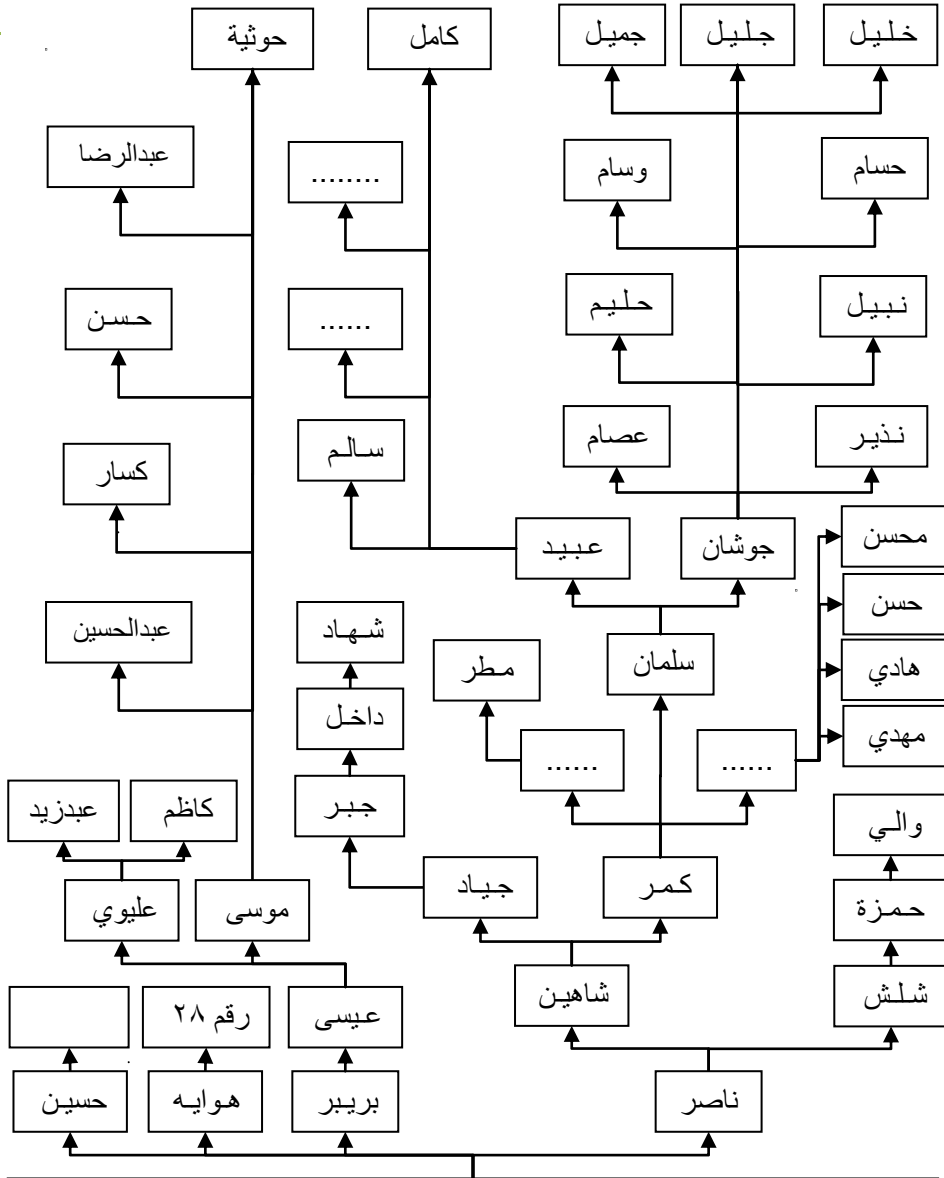 خليل
جليل
جميل
كامل
حوثية
حسام
وسام
........
عبدالرضا
نبيل
حليم
......
حسن
نذير
عصام
سالم
كسار
محسن
جوشان
عبيد
حسن
شهاد
عبدالحسين
هادي
سلمان
مطر
داخل
مهدي
......
......
جبر
كاظم
عبدزيد
والي
كمر
جياد
حمزة
موسى
عليوي
شلش
شاهين
عيسى
رقم ٢٨
ناصر
بريبر
هوايه
حسين